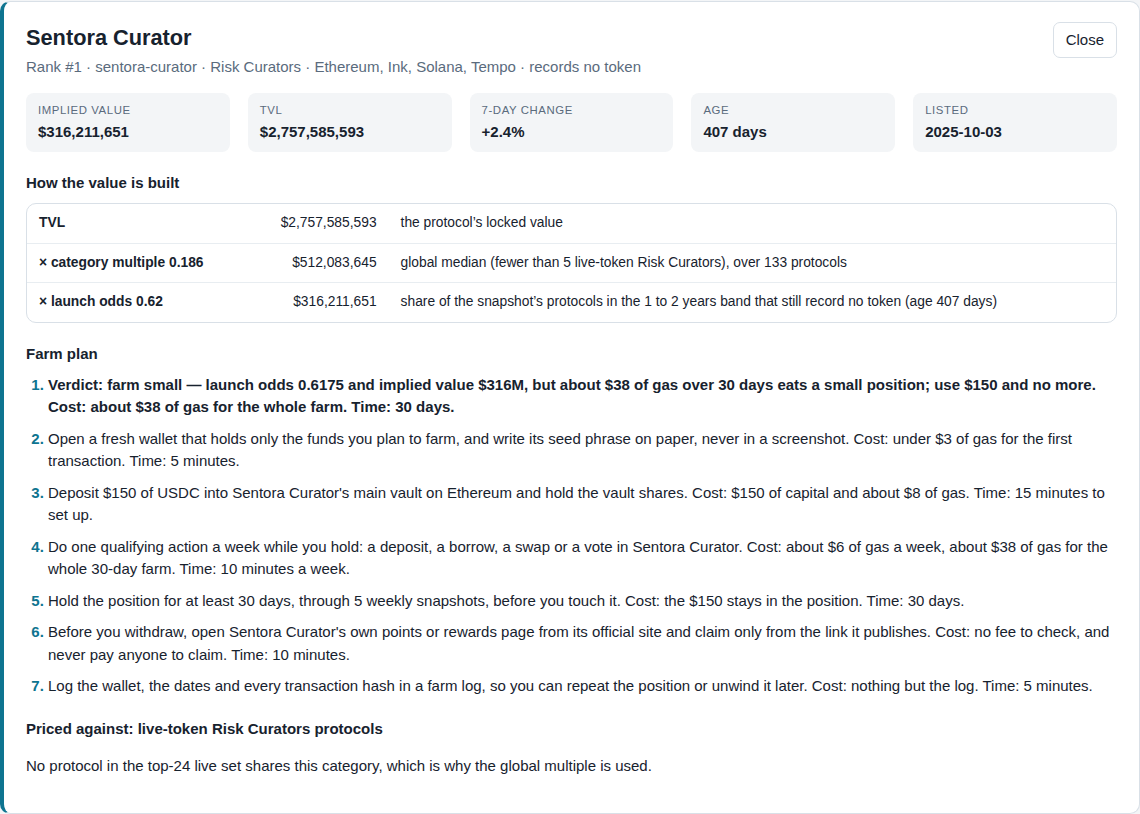 Sentora Curator
Close
Rank #1 · sentora-curator · Risk Curators · Ethereum, Ink, Solana, Tempo · records no token
IMPLIED VALUE
$316,211,651
TVL
$2,757,585,593
7-DAY CHANGE
+2.4%
AGE
407 days
LISTED
2025-10-03
How the value is built
TVL $2,757,585,593 the protocol’s locked value
× category multiple 0.186 $512,083,645 global median (fewer than 5 live-token Risk Curators), over 133 protocols
× launch odds 0.62 $316,211,651 share of the snapshot’s protocols in the 1 to 2 years band that still record no token (age 407 days)
Farm plan
1. Verdict: farm small — launch odds 0.6175 and implied value $316M, but about $38 of gas over 30 days eats a small position; use $150 and no more.
Cost: about $38 of gas for the whole farm. Time: 30 days.
2. Open a fresh wallet that holds only the funds you plan to farm, and write its seed phrase on paper, never in a screenshot. Cost: under $3 of gas for the first
transaction. Time: 5 minutes.
3. Deposit $150 of USDC into Sentora Curator's main vault on Ethereum and hold the vault shares. Cost: $150 of capital and about $8 of gas. Time: 15 minutes to
set up.
4. Do one qualifying action a week while you hold: a deposit, a borrow, a swap or a vote in Sentora Curator. Cost: about $6 of gas a week, about $38 of gas for the
whole 30-day farm. Time: 10 minutes a week.
5. Hold the position for at least 30 days, through 5 weekly snapshots, before you touch it. Cost: the $150 stays in the position. Time: 30 days.
6. Before you withdraw, open Sentora Curator's own points or rewards page from its official site and claim only from the link it publishes. Cost: no fee to check, and
never pay anyone to claim. Time: 10 minutes.
7. Log the wallet, the dates and every transaction hash in a farm log, so you can repeat the position or unwind it later. Cost: nothing but the log. Time: 5 minutes.
Priced against: live-token Risk Curators protocols
No protocol in the top-24 live set shares this category, which is why the global multiple is used.